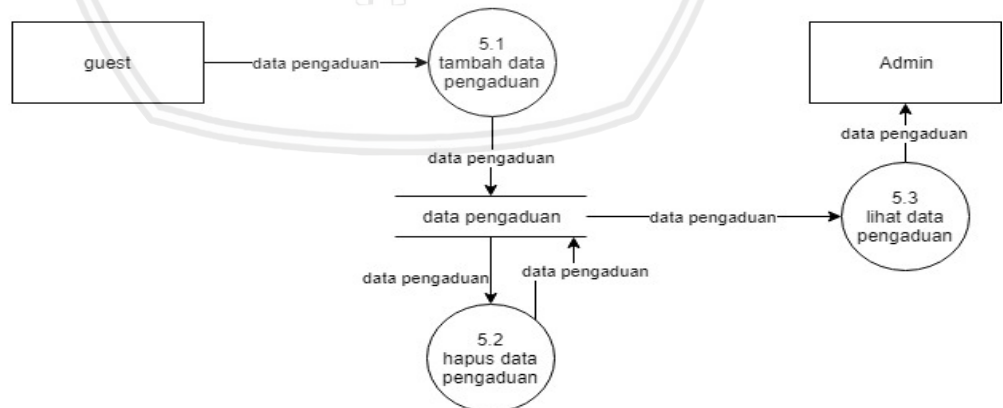 guest
data pengaduan
5.1
tambah data
pengaduan
Admin
data pengaduan
data pengaduan
5.3
lihat data
pengaduan
data pengaduan
data pengaduan
data pengaduan
data pengaduan
5.2
hapus data
pengaduan